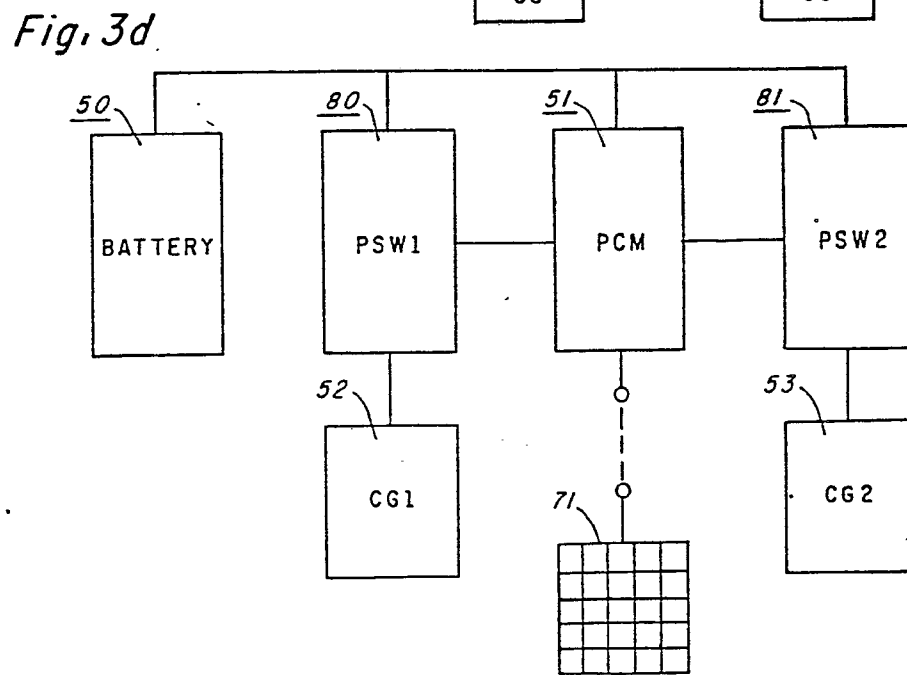 Fig. 3d
50
80
51
81
BATTERY
PSW1
PCM
PSW2
52
53
CG1
71
CG2